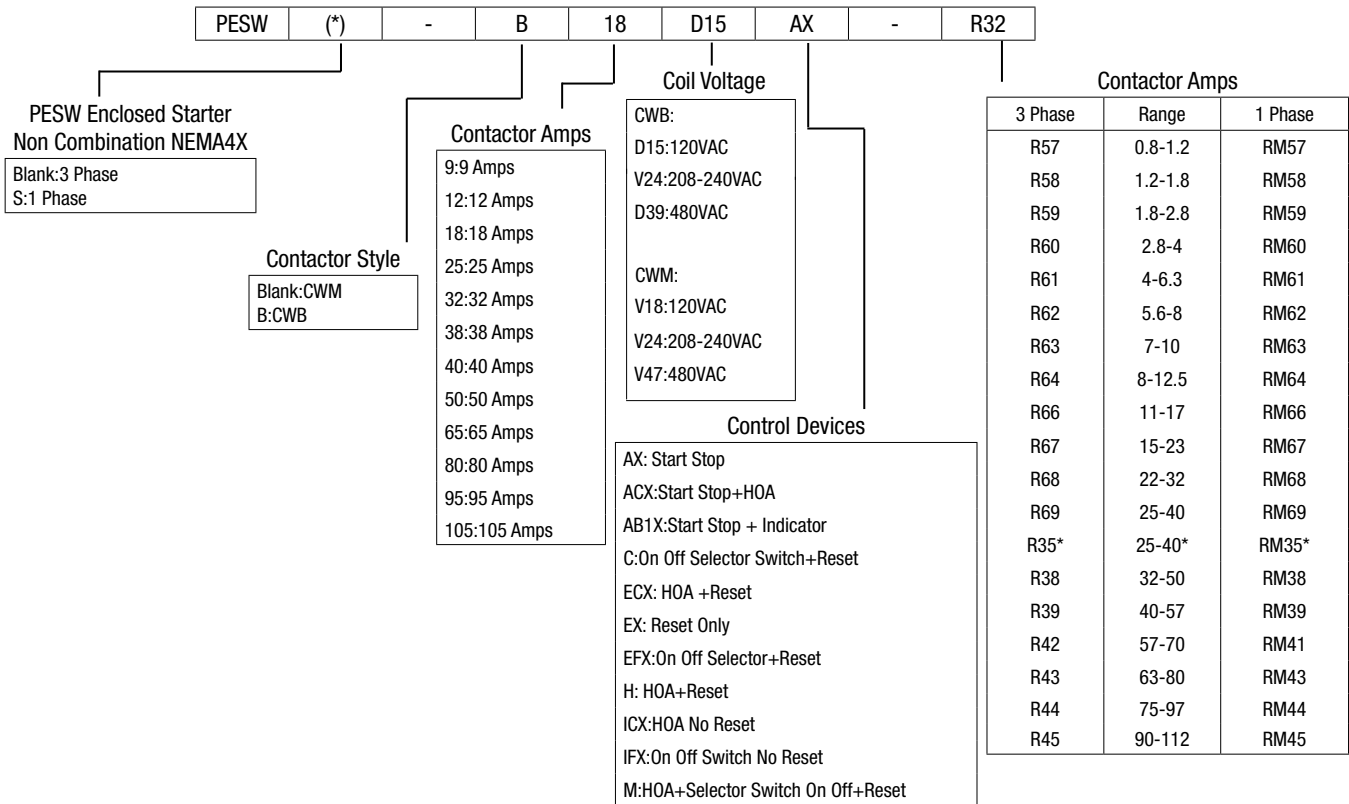 PESW (*) - B 18 D15 AX - R32
PESW Enclosed Starter
Non Combination NEMA4X
Blank:3 Phase
S:1 Phase
Contactor Style
Blank:CWM
B:CWB
Contactor Amps
9:9 Amps
12:12 Amps
18:18 Amps
25:25 Amps
32:32 Amps
38:38 Amps
40:40 Amps
50:50 Amps
65:65 Amps
80:80 Amps
95:95 Amps
105:105 Amps
Coil Voltage
CWB:
D15:120VAC
V24:208-240VAC
D39:480VAC
CWM:
V18:120VAC
V24:208-240VAC
V47:480VAC
Control Devices
AX: Start Stop
ACX:Start Stop+HOA
AB1X:Start Stop + Indicator
C:On Off Selector Switch+Reset
ECX: HOA +Reset
EX: Reset Only
EFX:On Off Selector+Reset
H: HOA+Reset
ICX:HOA No Reset
IFX:On Off Switch No Reset
M:HOA+Selector Switch On Off+Reset
Contactor Amps
3 Phase Range 1 Phase
R57 0.8-1.2 RM57
R58 1.2-1.8 RM58
R59 1.8-2.8 RM59
R60 2.8-4 RM60
R61 4-6.3 RM61
R62 5.6-8 RM62
R63 7-10 RM63
R64 8-12.5 RM64
R66 11-17 RM66
R67 15-23 RM67
R68 22-32 RM68
R69 25-40 RM69
R35* 25-40* RM35*
R38 32-50 RM38
R39 40-57 RM39
R42 57-70 RM41
R43 63-80 RM43
R44 75-97 RM44
R45 90-112 RM45